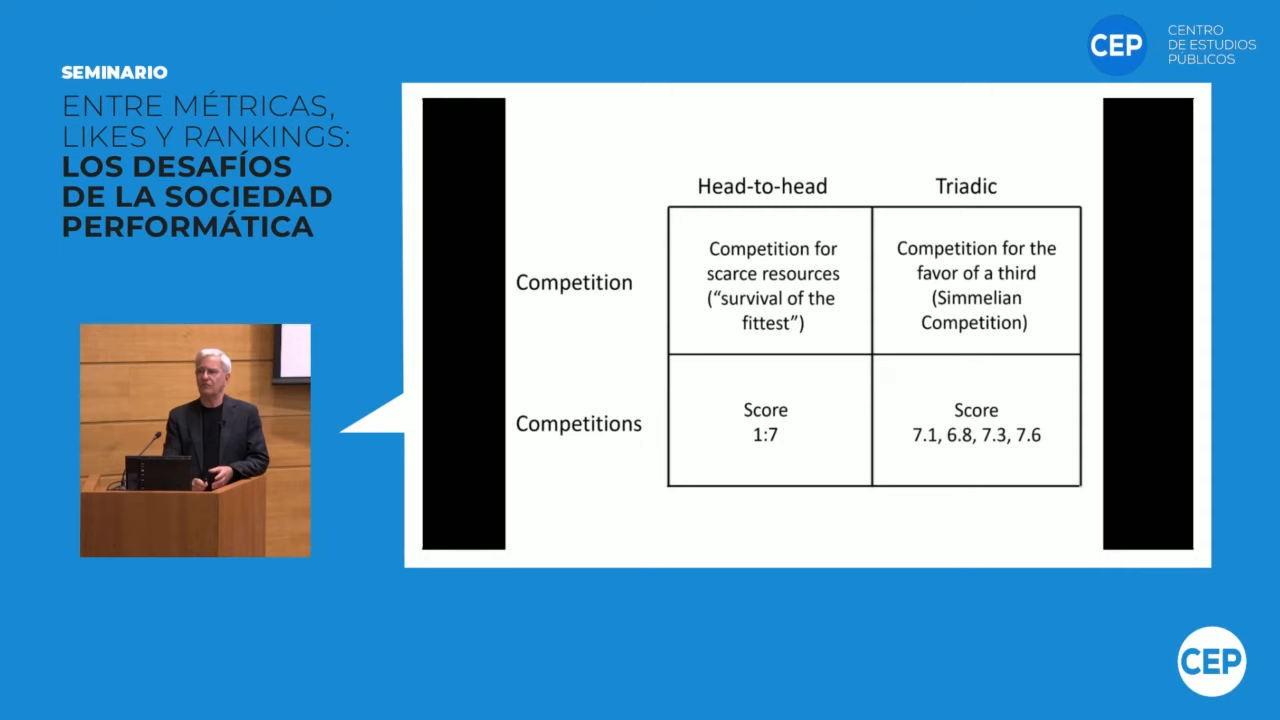 CEP
CENTRO
DE ESTUDIOS
PÚBLICOS
SEMINARIO
ENTRE MÉTRICAS,
LIKES Y RANKINGS:
LOS DESAFÍOS
DE LA SOCIEDAD
PERFORMÁTICA
Head-to-head
Triadic
Competition
Competition for
scarce resources
(“survival of the
fittest”)
Competition for the
favor of a third
(Simmelian
Competition)
Competitions
Score
1:7
Score
7.1, 6.8, 7.3, 7.6
CEP